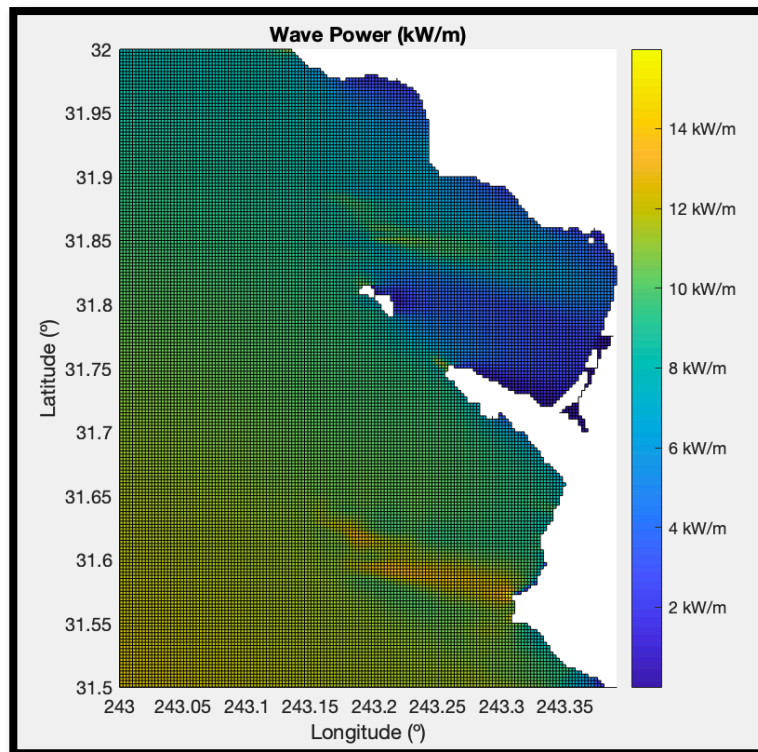 Wave Power (kW/m)
32
31.95
31.9
31.85
31.8
31.75
31.7
31.65
31.6
31.55
31.5
Latitude (º)
243 243.05 243.1 243.15 243.2 243.25 243.3 243.35
Longitude (º)
14 kW/m
12 kW/m
10 kW/m
8 kW/m
6 kW/m
4 kW/m
2 kW/m